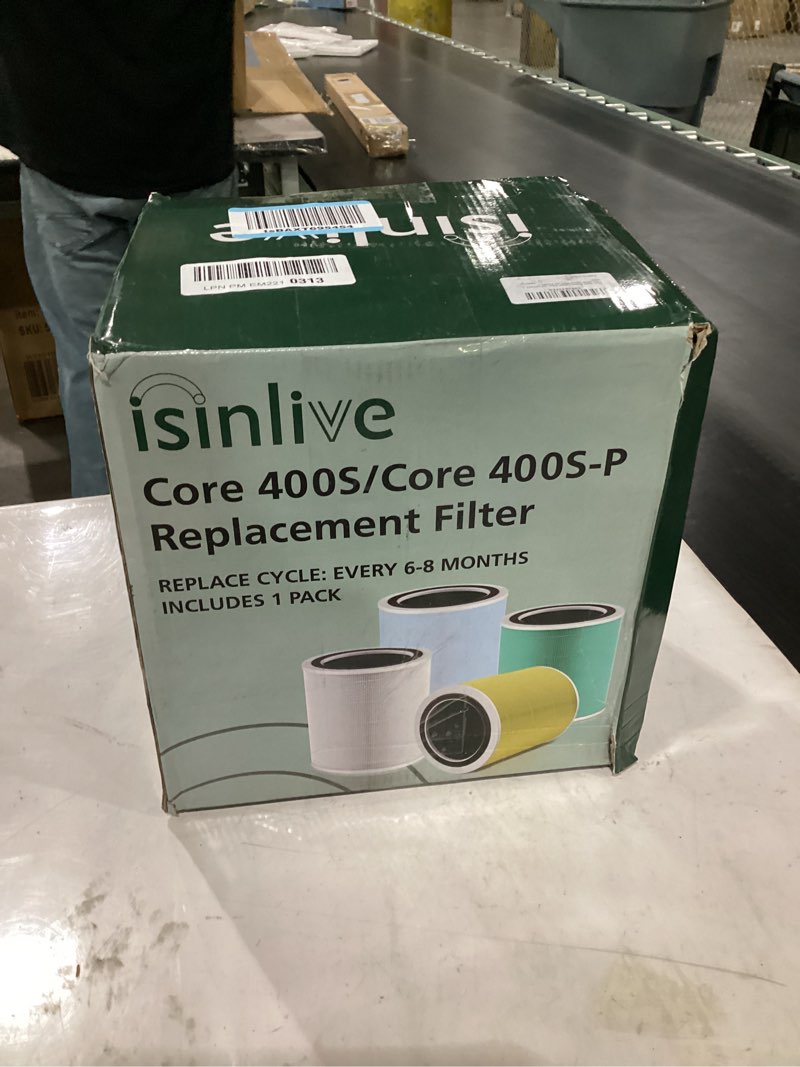 isinlive
LPN PM EM221 0313
isinlive
Core 400S/Core 400S-P
Replacement Filter
REPLACE CYCLE: EVERY 6-8 MONTHS
INCLUDES 1 PACK